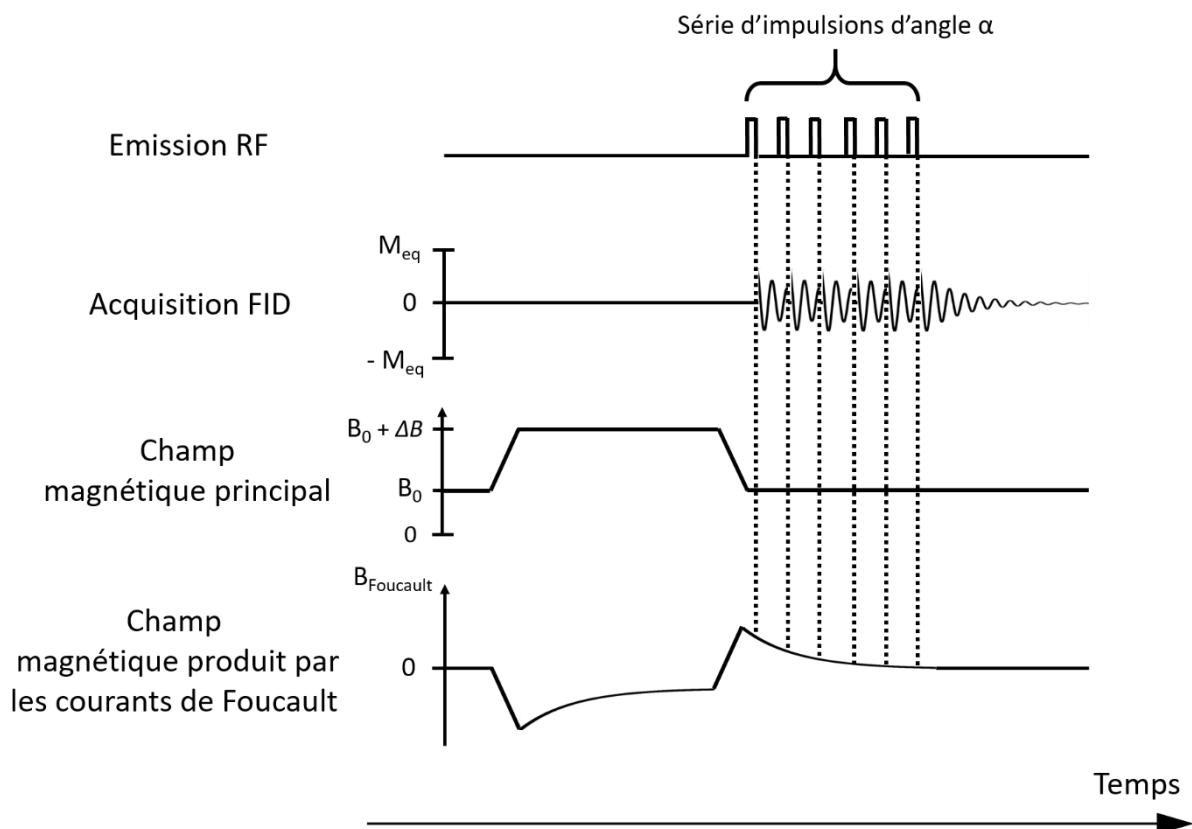 Série d'impulsions d'angle α
Emission RF
M_eq
Acquisition FID
0
- M_eq
B_0 + ΔB
Champ
magnétique principal
B_0
0
B_Foucault
Champ
magnétique produit par
les courants de Foucault
0
Temps